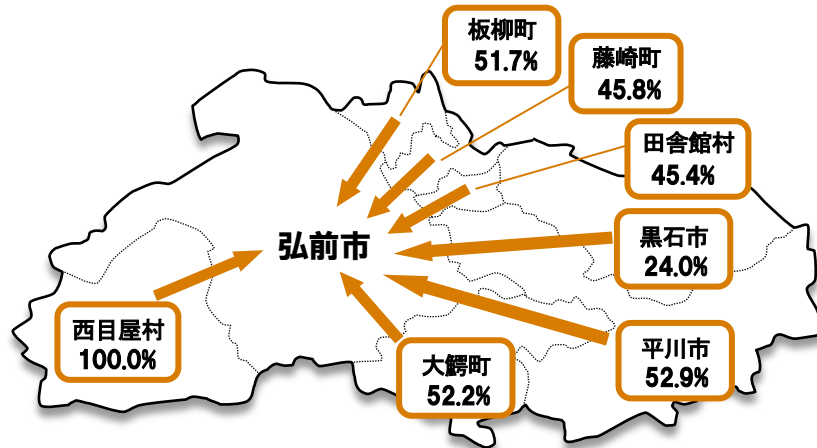 板柳町
51.7%
藤崎町
45.8%
田舎館村
45.4%
弘前市
黒石市
24.0%
西目屋村
100.0%
大鰐町
52.2%
平川市
52.9%